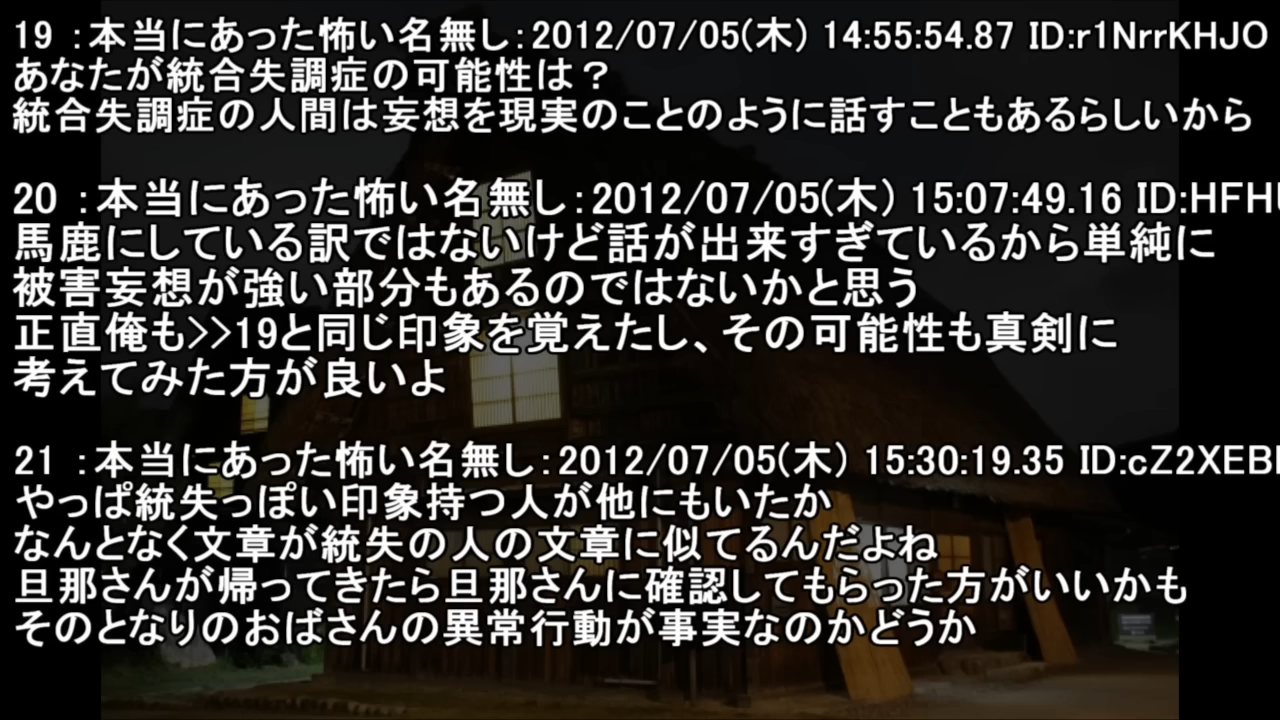 19 ：本当にあった怖い名無し：2012/07/05(木) 14:55:54.87 ID:r1NrrKHJO
あなたが統合失調症の可能性は？
統合失調症の人間は妄想を現実のことのように話すこともあるらしいから
20 ：本当にあった怖い名無し：2012/07/05(木) 15:07:49.16 ID:HFH
馬鹿にしている訳ではないけど話が出来すぎているから単純に
被害妄想が強い部分もあるのではないかと思う
正直俺も>>19と同じ印象を覚えたし、その可能性も真剣に
考えてみた方が良いよ
21 ：本当にあった怖い名無し：2012/07/05(木) 15:30:19.35 ID:cZ2XEB
やっぱ統失っぽい印象持つ人が他にもいたか
なんとなく文章が統失の人の文章に似てるんだよね
旦那さんが帰ってきたら旦那さんに確認してもらった方がいいかも
そのとなりのおばさんの異常行動が事実なのかどうか